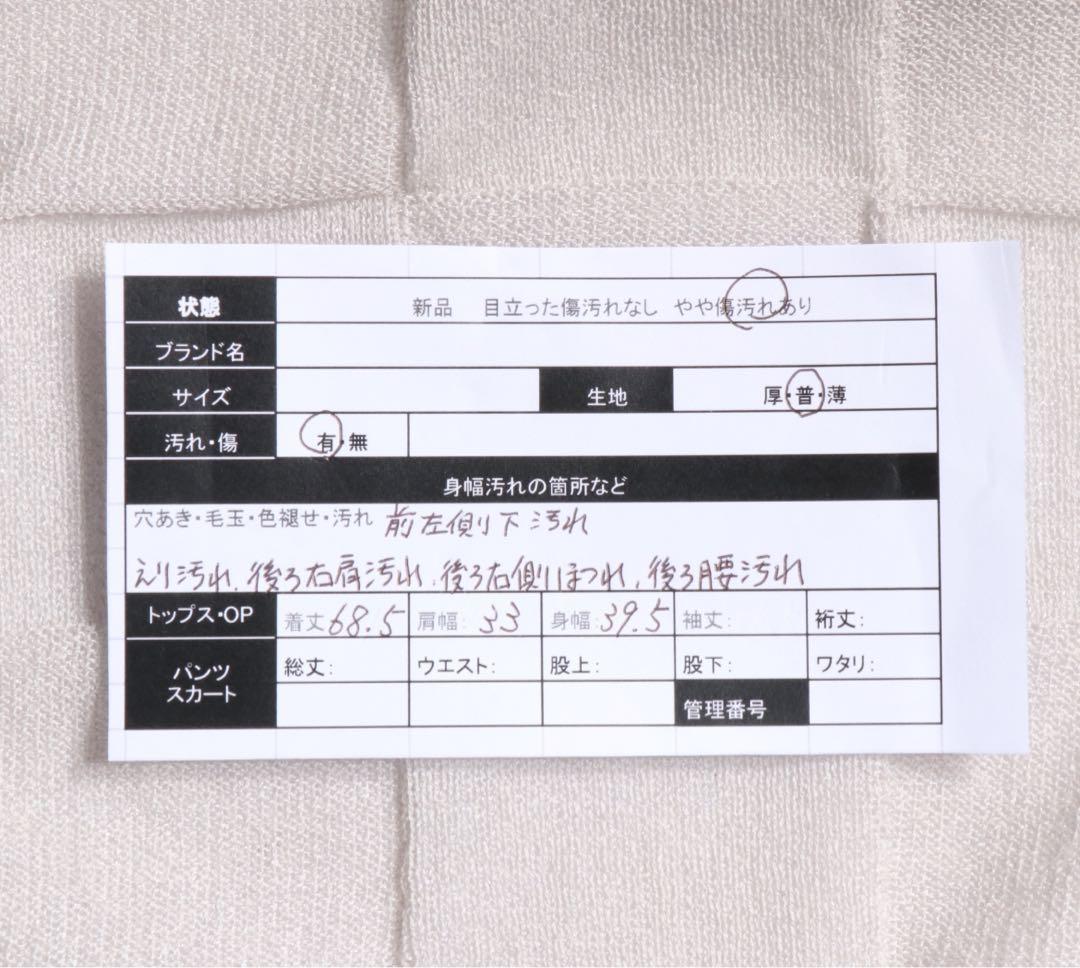 状態 新品 目立った傷汚れなし やや傷汚れあり
ブランド名
サイズ 生地 厚・普・薄
汚れ・傷 有・無
身幅汚れの箇所など
穴あき・毛玉・色褪せ・汚れ 前左側り下汚れ
えり汚れ、後ろ右肩汚れ、後ろ右側りほつれ、後ろ腰汚れ
トップス・OP 着丈68.5 肩幅:33 身幅:39.5 袖丈: 裄丈:
パンツ スカート 総丈: ウエスト: 股上: 股下: ワタリ:
管理番号